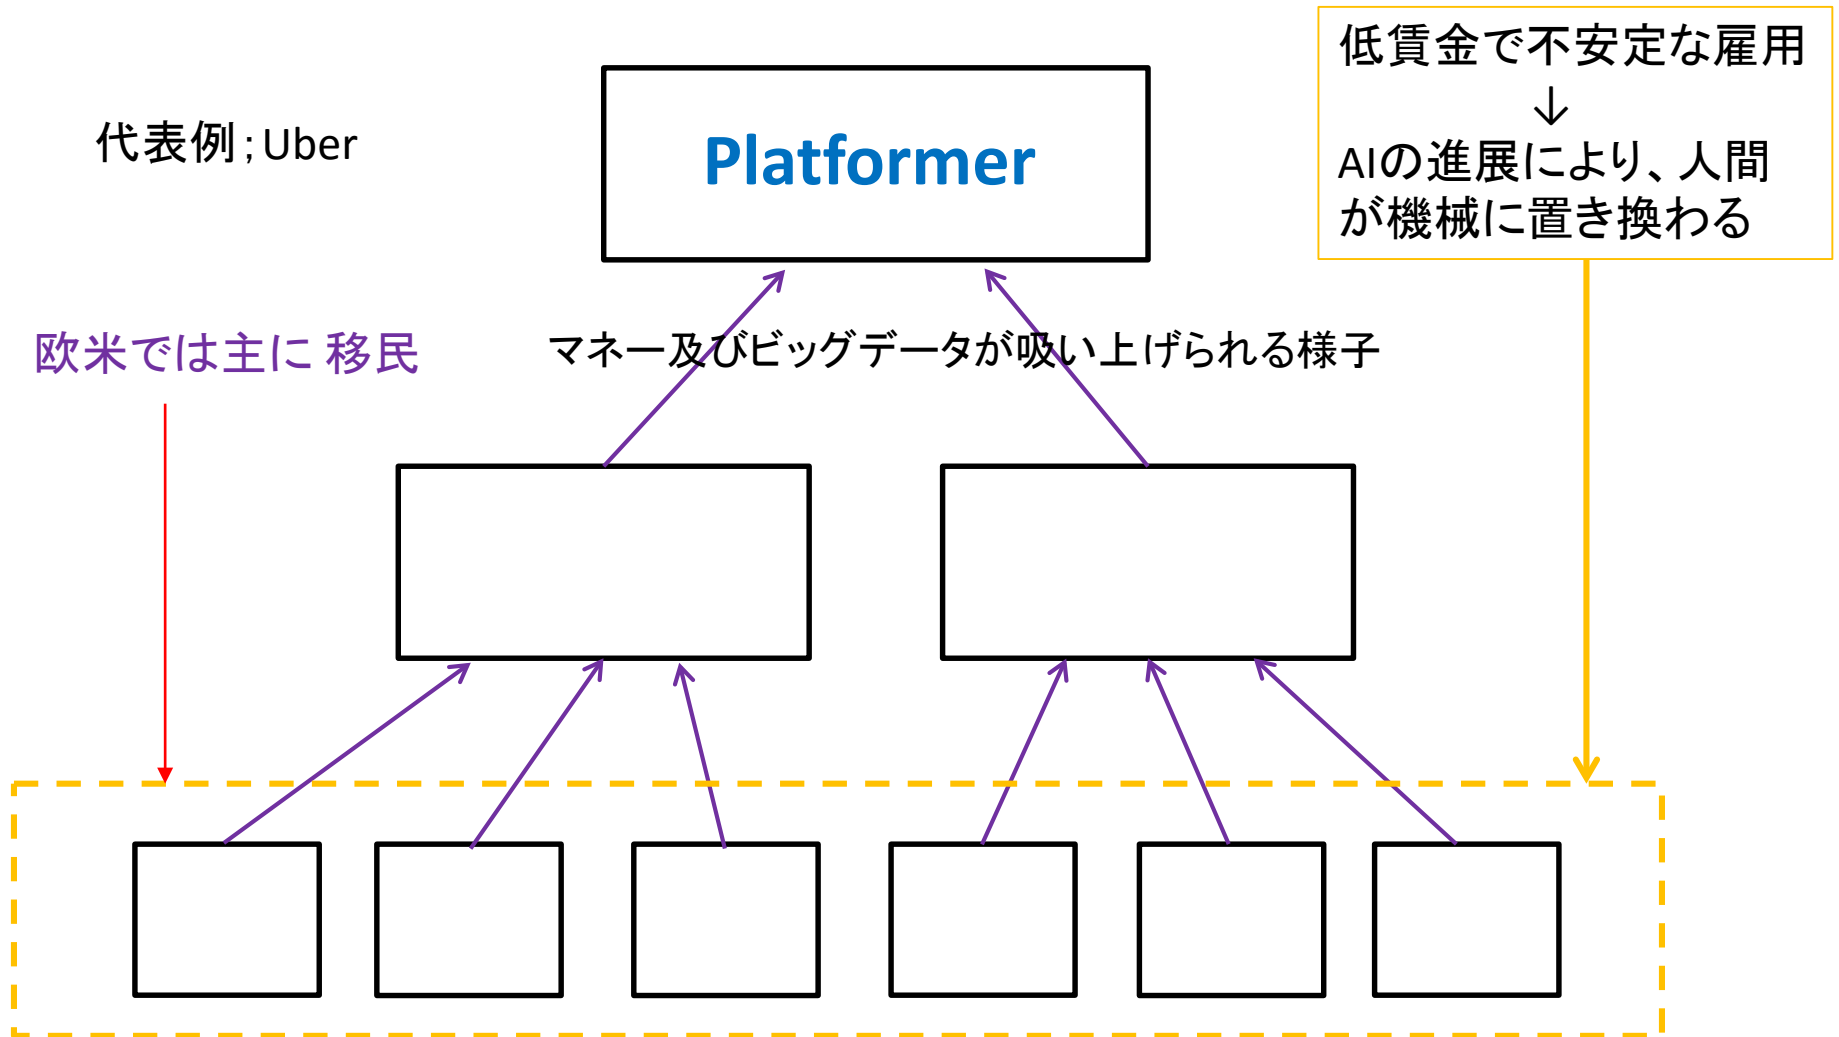 代表例；Uber
Platformer
低賃金で不安定な雇用
↓
AIの進展により、人間
が機械に置き換わる
欧米では主に 移民
マネー及びビッグデータが吸い上げられる様子